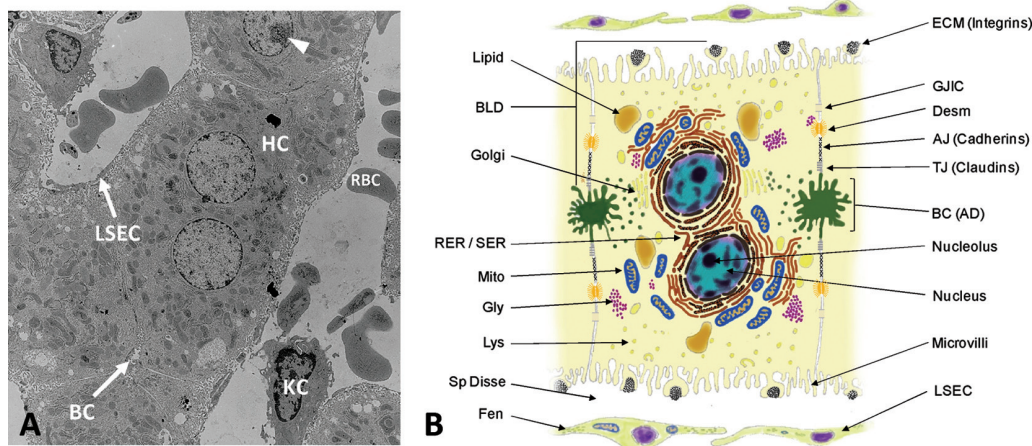 HC
RBC
LSEC
KC
BC
A
Lipid
BLD
Golgi
RER / SER
Mito
Gly
Lys
Sp Disse
Fen
B
ECM (Integrins)
GJIC
Desm
AJ (Cadherins)
TJ (Claudins)
BC (AD)
Nucleolus
Nucleus
Microvilli
LSEC